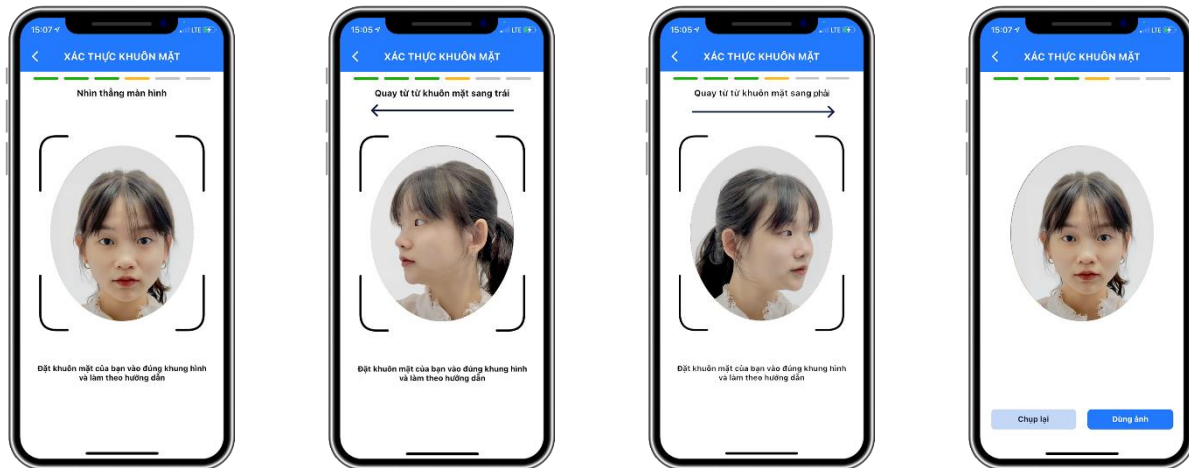 15:07
LTE
XÁC THỰC KHUÔN MẶT
Nhìn thẳng màn hình
Đặt khuôn mặt của bạn vào đúng khung hình
và làm theo hướng dẫn
15:05
LTE
XÁC THỰC KHUÔN MẶT
Quay từ từ khuôn mặt sang trái
Đặt khuôn mặt của bạn vào đúng khung hình
và làm theo hướng dẫn
15:05
LTE
XÁC THỰC KHUÔN MẶT
Quay từ từ khuôn mặt sang phải
Đặt khuôn mặt của bạn vào đúng khung hình
và làm theo hướng dẫn
15:07
LTE
XÁC THỰC KHUÔN MẶT
Chụp lại
Dùng ảnh